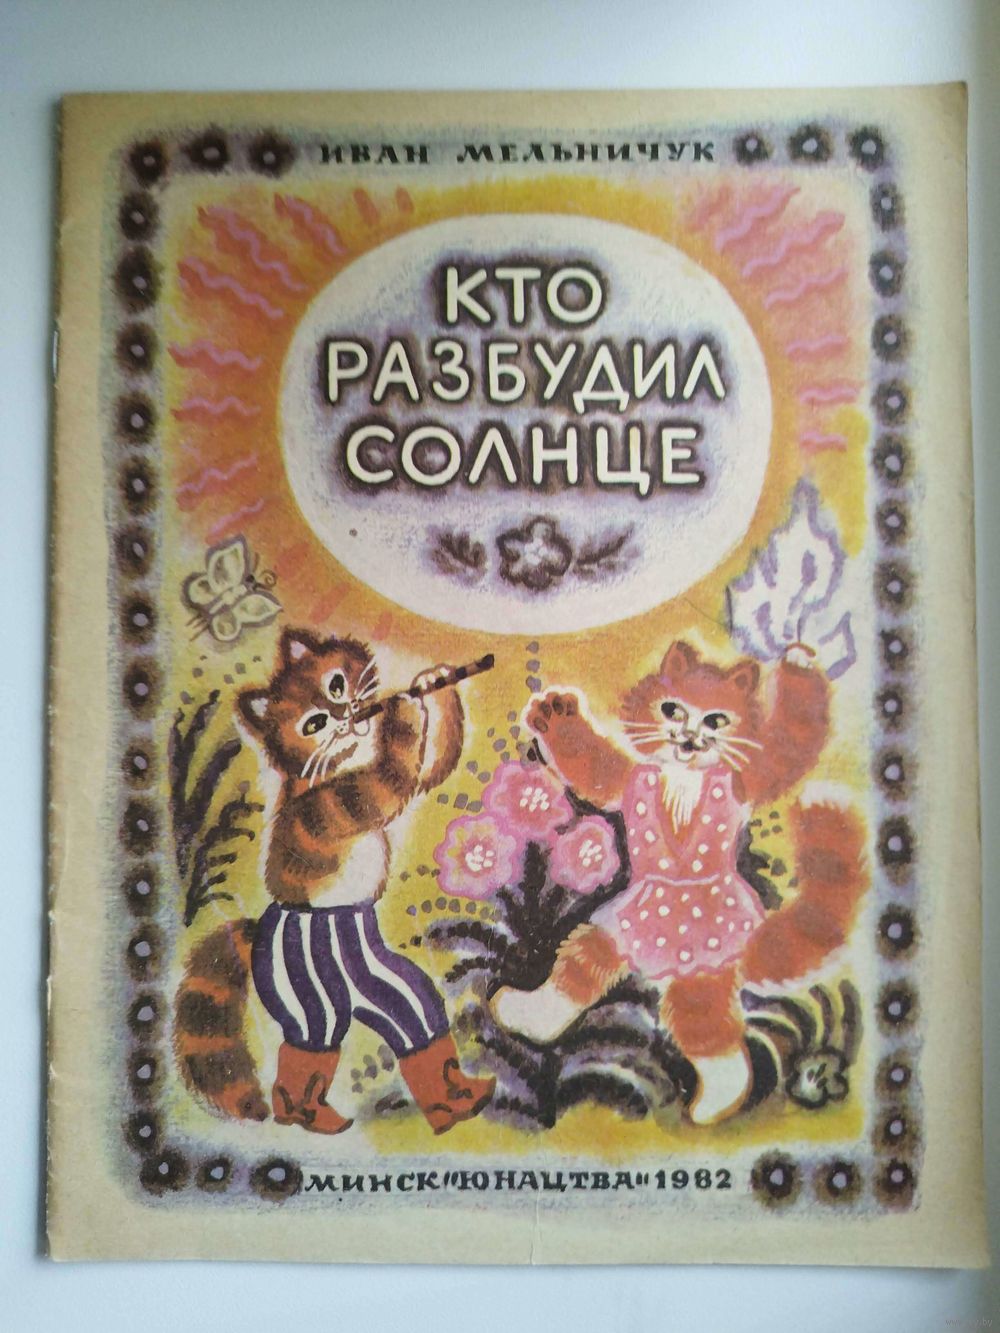 ИВАН МЕЛЬНИЧУК
КТО
РАЗБУДИЛ
СОЛНЦЕ
МИНСК "ЮНАЦТВА" 1982